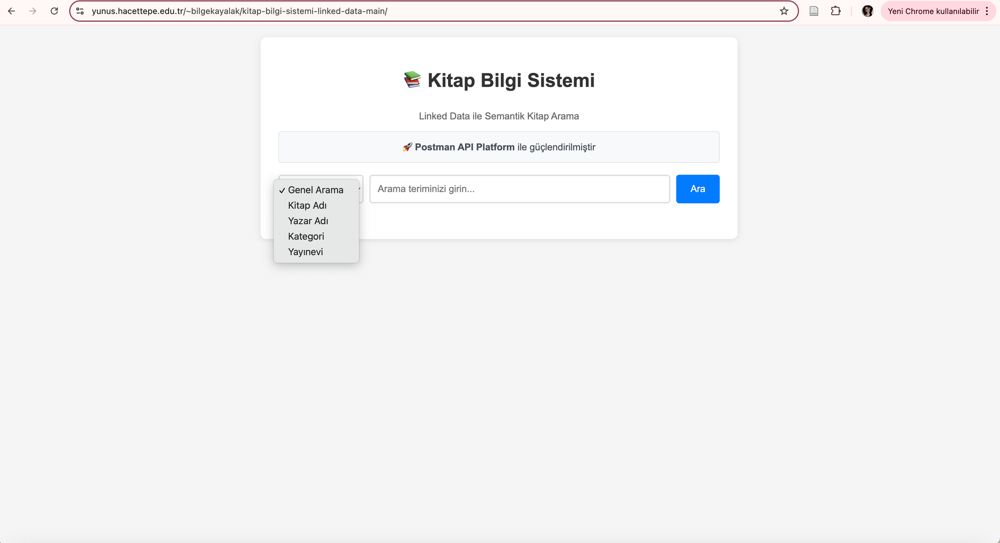 yunus.hacettepe.edu.tr/~bilgekayalak/kitap-bilgi-sistemi-linked-data-main/
Yeni Chrome kullanılabilir
📚 Kitap Bilgi Sistemi
Linked Data ile Semantik Kitap Arama
🚀 Postman API Platform ile güçlendirilmiştir
✓ Genel Arama
Kitap Adı
Yazar Adı
Kategori
Yayınevi
Arama teriminizi girin...
Ara